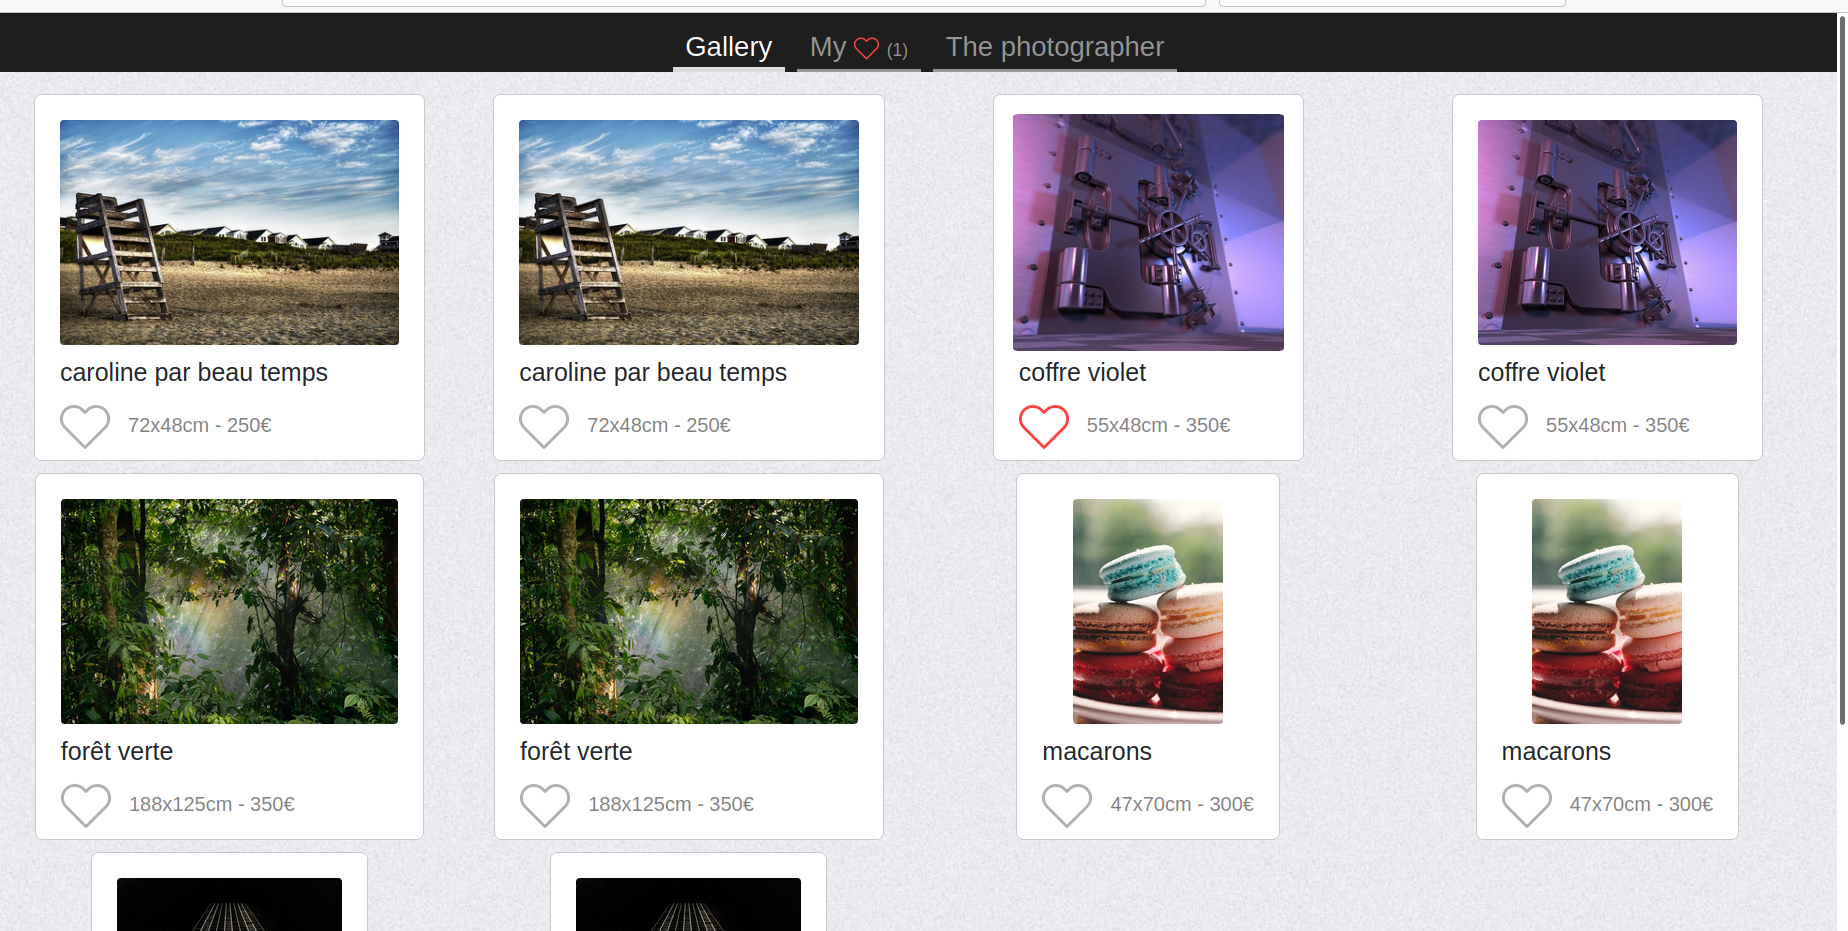 Gallery My (1) The photographer
caroline par beau temps
72x48cm - 250€
caroline par beau temps
72x48cm - 250€
coffre violet
55x48cm - 350€
coffre violet
55x48cm - 350€
forêt verte
188x125cm - 350€
forêt verte
188x125cm - 350€
macarons
47x70cm - 300€
macarons
47x70cm - 300€